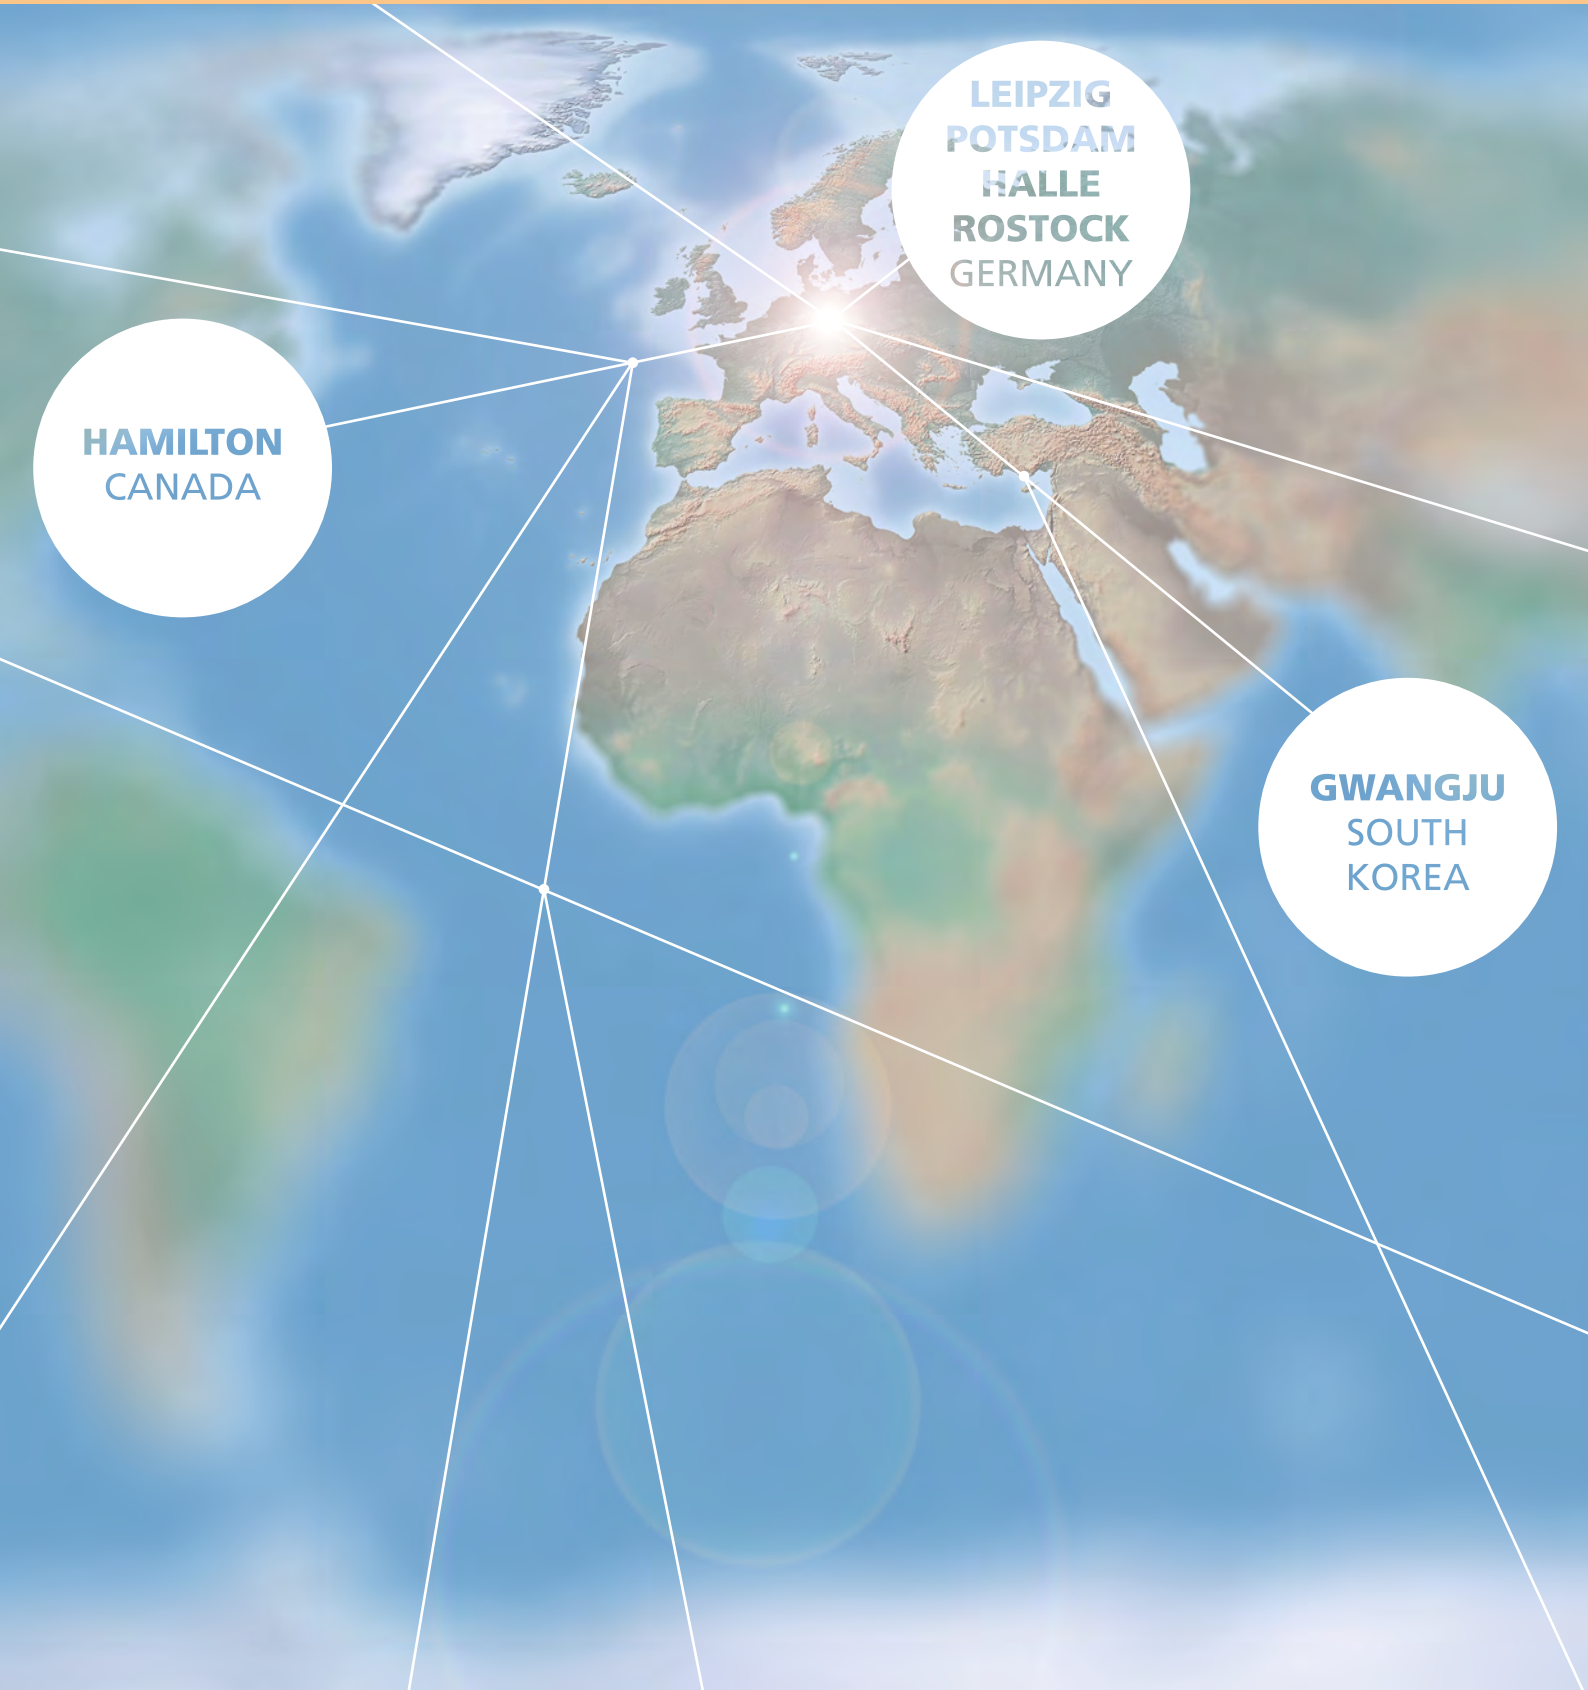 LEIPZIG
POTSDAM
HALLE
ROSTOCK
GERMANY
HAMILTON
CANADA
GWANGJU
SOUTH
KOREA